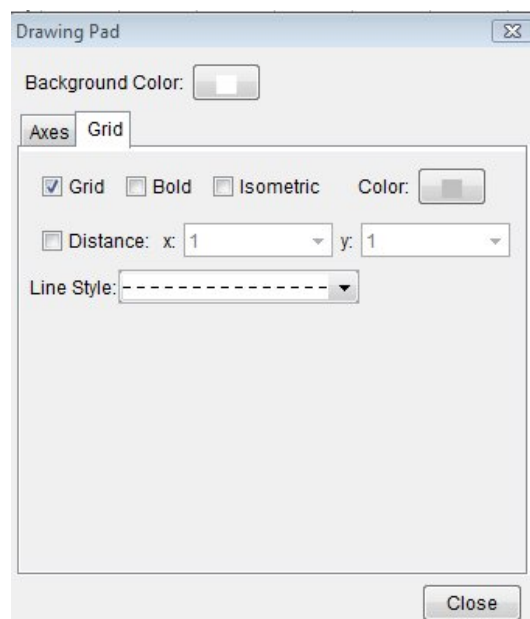 Drawing Pad
Background Color:
Axes Grid
Grid Bold Isometric Color:
Distance: x: 1 y: 1
Line Style:
Close